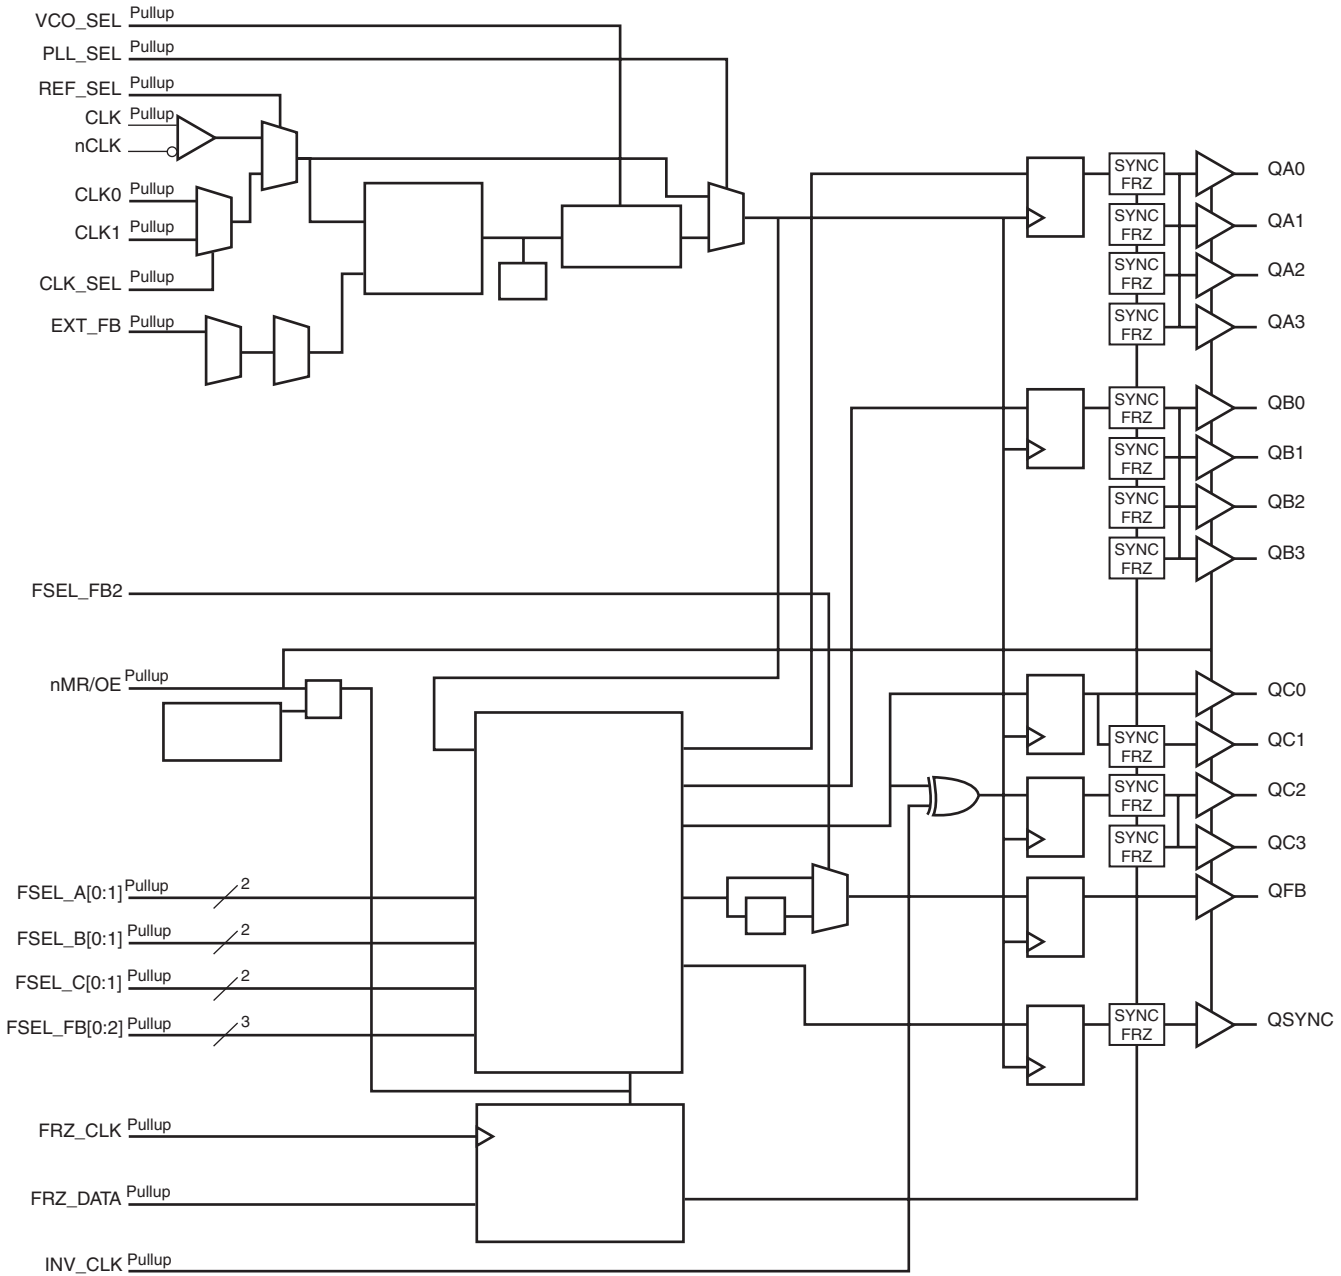 VCO_SEL Pullup
PLL_SEL Pullup
REF_SEL Pullup
CLK Pullup
nCLK
CLK0 Pullup
CLK1 Pullup
CLK_SEL Pullup
EXT_FB Pullup
SYNC
FRZ
QA0
SYNC
FRZ
QA1
SYNC
FRZ
QA2
SYNC
FRZ
QA3
SYNC
FRZ
QB0
SYNC
FRZ
QB1
SYNC
FRZ
QB2
SYNC
FRZ
QB3
FSEL_FB2
nMR/OE Pullup
QC0
SYNC
FRZ
QC1
SYNC
FRZ
QC2
SYNC
FRZ
QC3
FSEL_A[0:1] Pullup 2
QFB
FSEL_B[0:1] Pullup 2
FSEL_C[0:1] Pullup 2
FSEL_FB[0:2] Pullup 3
SYNC
FRZ
QSYNC
FRZ_CLK Pullup
FRZ_DATA Pullup
INV_CLK Pullup